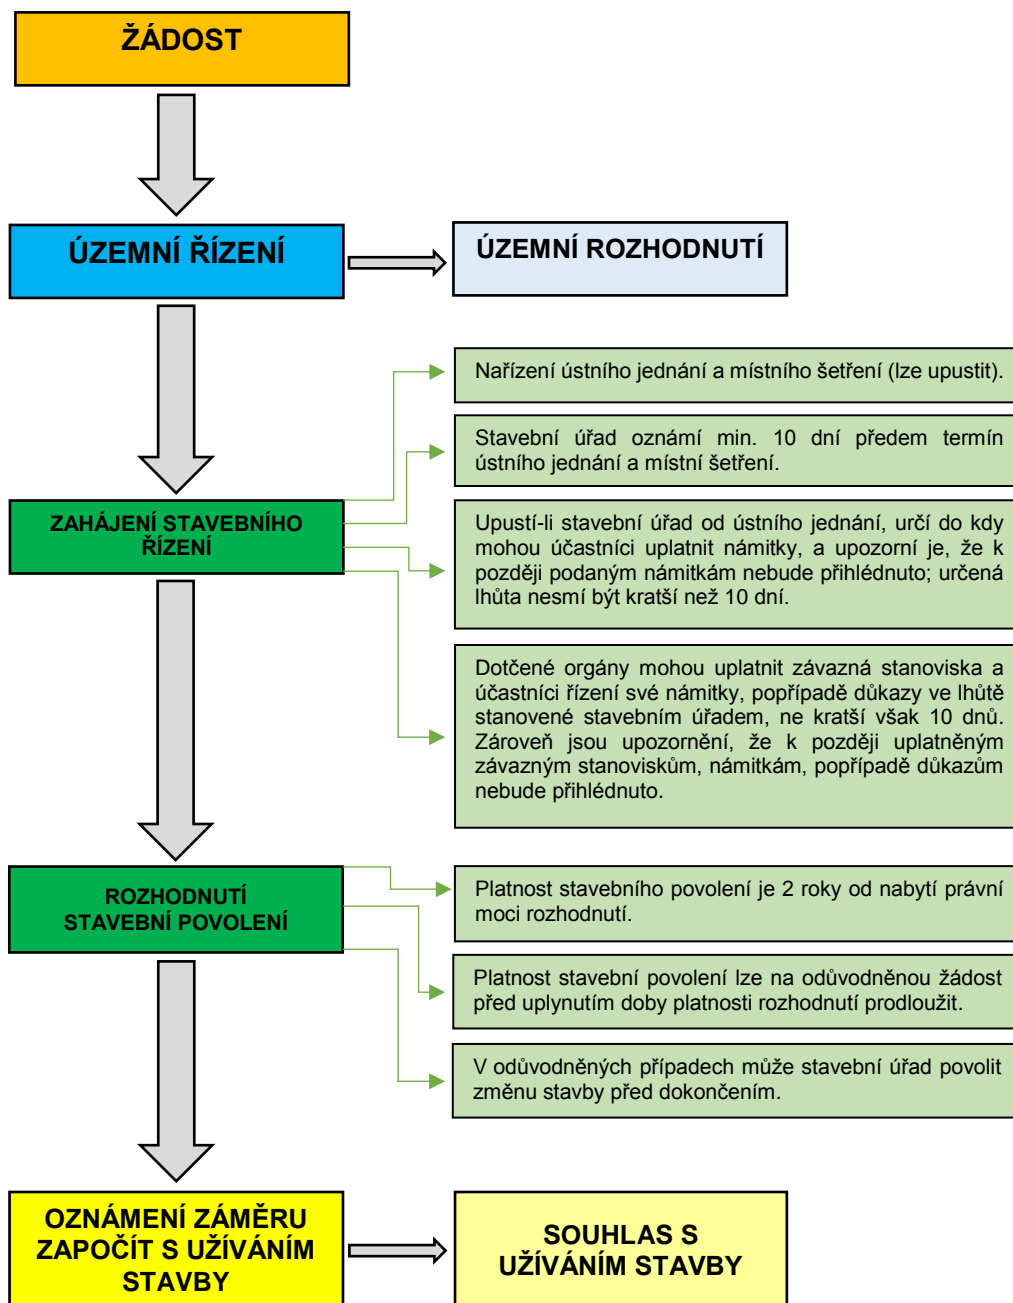 ŽÁDOST
ÚZEMNÍ ŘÍZENÍ
ÚZEMNÍ ROZHODNUTÍ
Nařízení ústního jednání a místního šetření (lze upustit).
Stavební úřad oznámí min. 10 dní předem termín
ústního jednání a místní šetření.
ZAHÁJENÍ STAVEBNÍHO
ŘÍZENÍ
Upustí-li stavební úřad od ústního jednání, určí do kdy
mohou účastníci uplatnit námitky, a upozorní je, že k
později podaným námitkám nebude přihlédnuto; určená
lhůta nesmí být kratší než 10 dní.
Dotčené orgány mohou uplatnit závazná stanoviska a
účastníci řízení své námitky, popřípadě důkazy ve lhůtě
stanovené stavebním úřadem, ne kratší však 10 dnů.
Zároveň jsou upozornění, že k později uplatněným
závazným stanoviskům, námitkám, popřípadě důkazům
nebude přihlédnuto.
ROZHODNUTÍ
STAVEBNÍ POVOLENÍ
Platnost stavebního povolení je 2 roky od nabytí právní
moci rozhodnutí.
Platnost stavební povolení lze na odůvodněnou žádost
před uplynutím doby platnosti rozhodnutí prodloužit.
V odůvodněných případech může stavební úřad povolit
změnu stavby před dokončením.
OZNÁMENÍ ZÁMĚRU
ZAPOČÍT S UŽÍVÁNÍM
STAVBY
SOUHLAS S
UŽÍVÁNÍM STAVBY